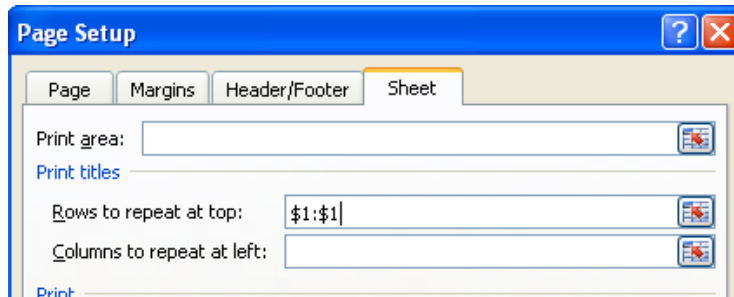 Page Setup
Page Margins Header/Footer Sheet
Print area:
Print titles
Rows to repeat at top: $1:$1
Columns to repeat at left:
Print